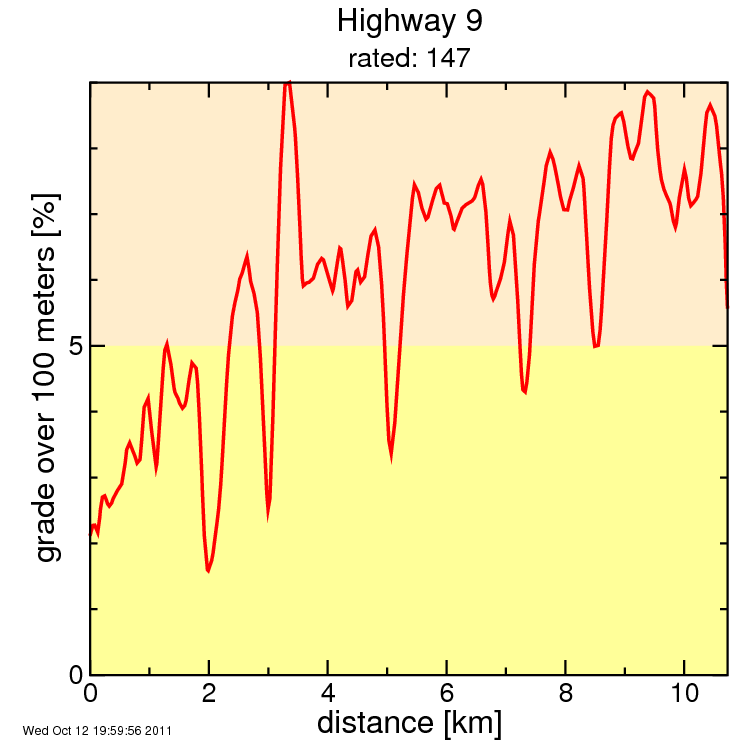 Highway 9
rated: 147
grade over 100 meters [%]
5
0
0 2 4 6 8 10
distance [km]
Wed Oct 12 19:59:56 2011